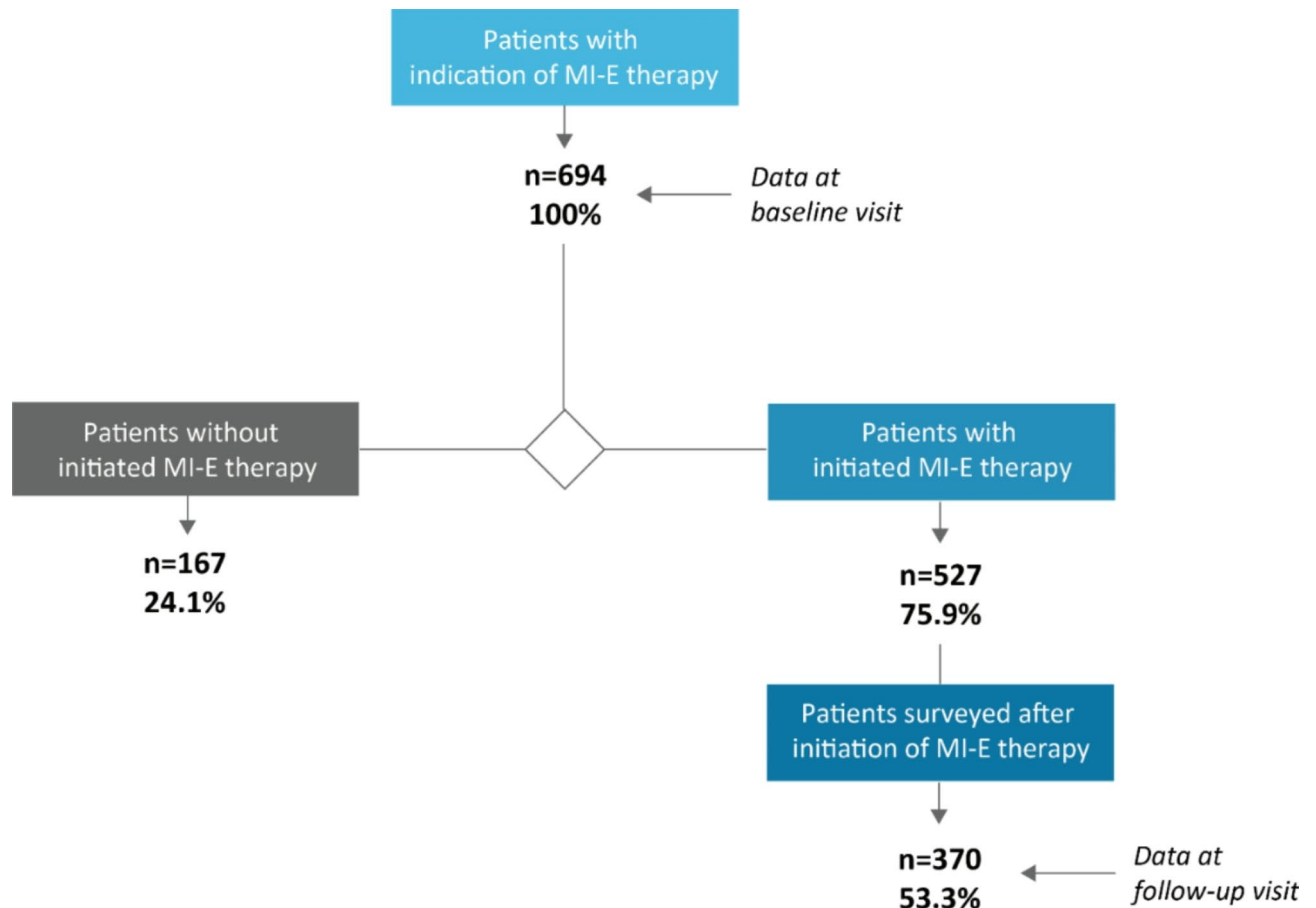 Patients with
indication of MI-E therapy
n=694
100%
Data at
baseline visit
Patients without
initiated MI-E therapy
n=167
24.1%
Patients with
initiated MI-E therapy
n=527
75.9%
Patients surveyed after
initiation of MI-E therapy
n=370
53.3%
Data at
follow-up visit